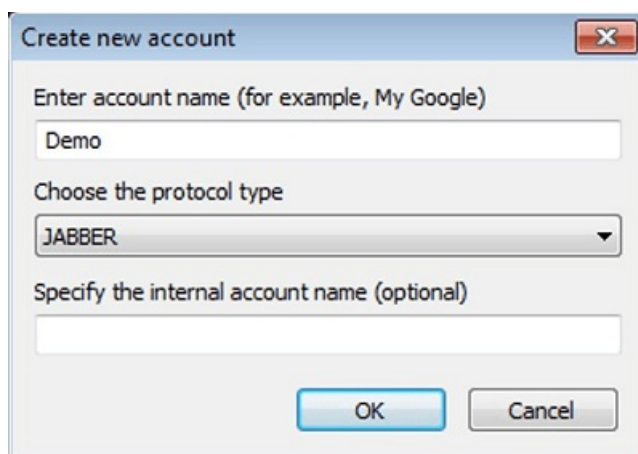 Create new account
Enter account name (for example, My Google)
Demo
Choose the protocol type
JABBER
Specify the internal account name (optional)
OK Cancel